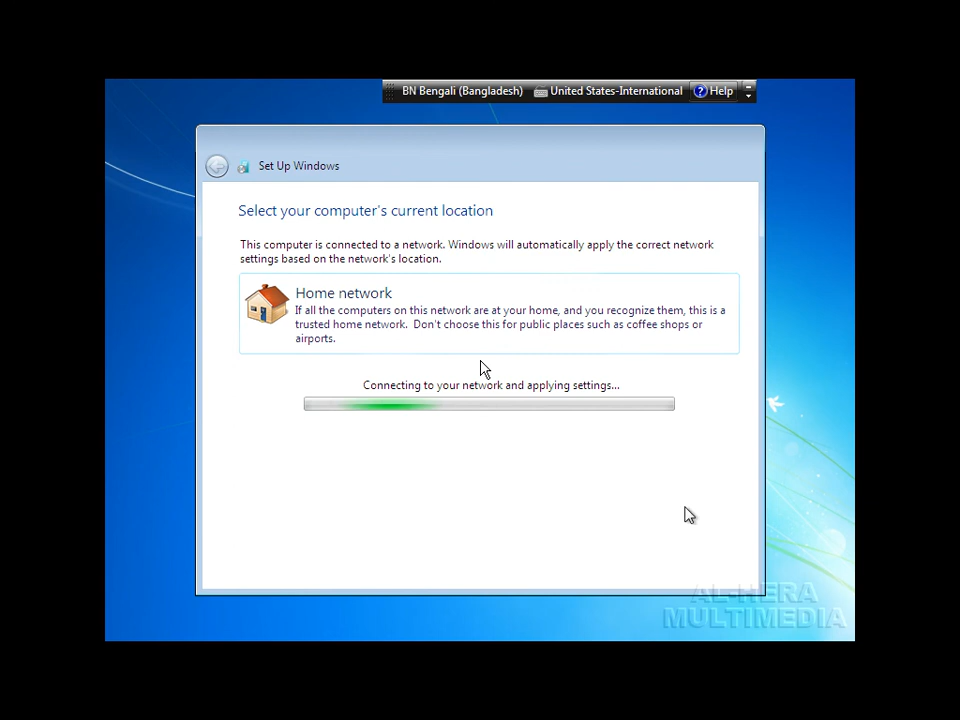 BN Bengali (Bangladesh) United States-International Help
Set Up Windows
Select your computer's current location
This computer is connected to a network. Windows will automatically apply the correct network
settings based on the network's location.
Home network
If all the computers on this network are at your home, and you recognize them, this is a
trusted home network. Don't choose this for public places such as coffee shops or
airports.
Connecting to your network and applying settings...
AL-HERA
MULTIMEDIA